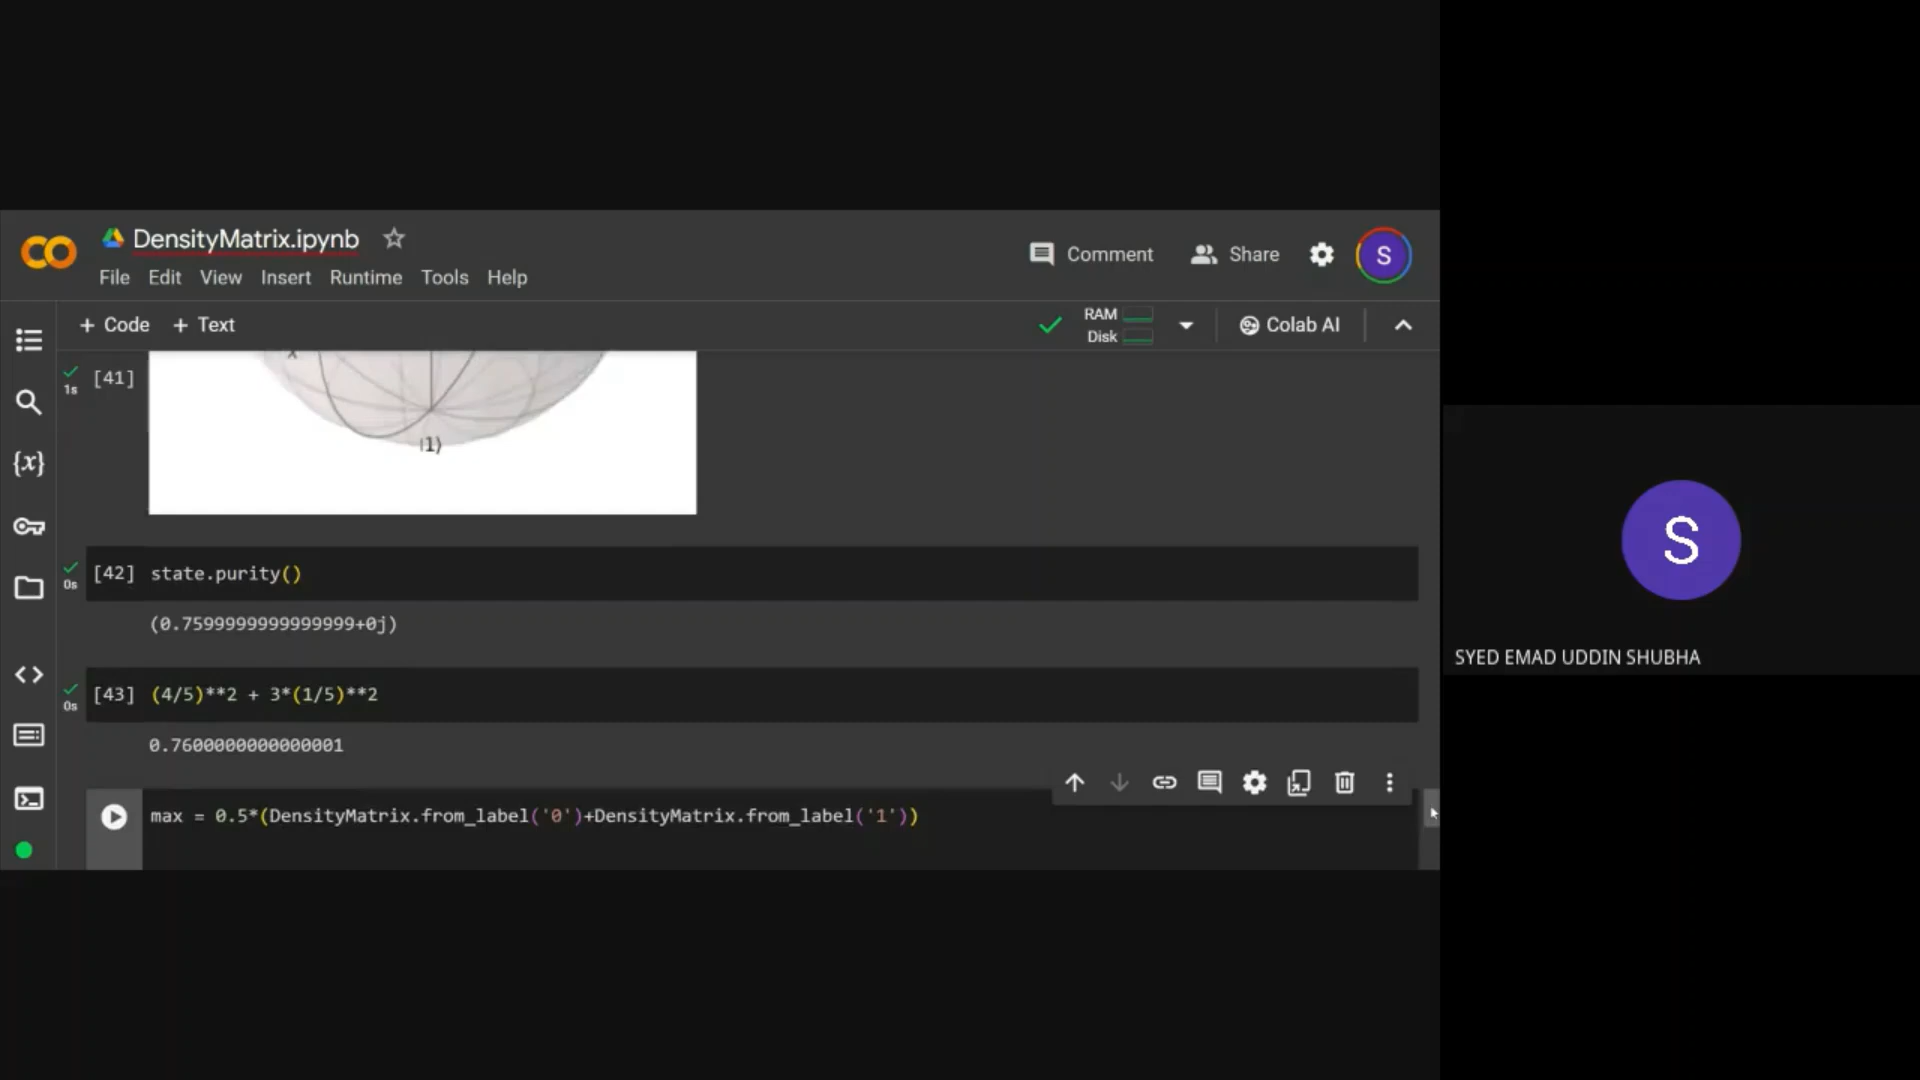 DensityMatrix.ipynb
Comment
Share
S
File Edit View Insert Runtime Tools Help
+ Code + Text
RAM
Disk
Colab AI
1s
[41]
x
|1⟩
0s
[42] state.purity()
(0.7599999999999999+0j)
0s
[43] (4/5)**2 + 3*(1/5)**2
0.7600000000000001
max = 0.5*(DensityMatrix.from_label('0')+DensityMatrix.from_label('1'))
{x}
S
SYED EMAD UDDIN SHUBHA